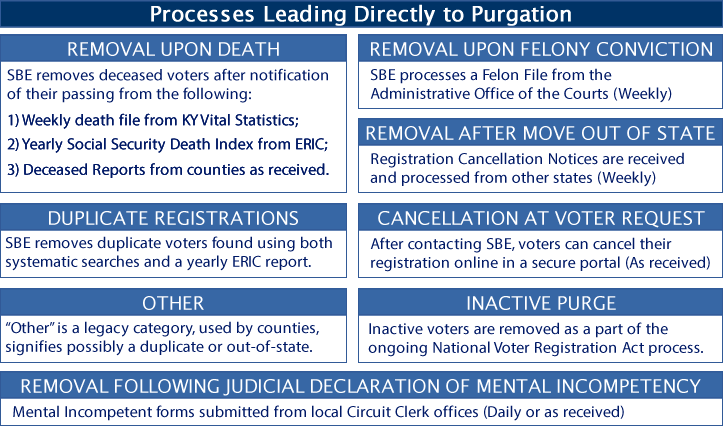 Processes Leading Directly to Purgation
REMOVAL UPON DEATH
SBE removes deceased voters after notification
of their passing from the following:
1) Weekly death file from KY Vital Statistics;
2) Yearly Social Security Death Index from ERIC;
3) Deceased Reports from counties as received.
REMOVAL UPON FELONY CONVICTION
SBE processes a Felon File from the
Administrative Office of the Courts (Weekly)
REMOVAL AFTER MOVE OUT OF STATE
Registration Cancellation Notices are received
and processed from other states (Weekly)
DUPLICATE REGISTRATIONS
SBE removes duplicate voters found using both
systematic searches and a yearly ERIC report.
CANCELLATION AT VOTER REQUEST
After contacting SBE, voters can cancel their
registration online in a secure portal (As received)
OTHER
“Other” is a legacy category, used by counties,
signifies possibly a duplicate or out-of-state.
INACTIVE PURGE
Inactive voters are removed as a part of the
ongoing National Voter Registration Act process.
REMOVAL FOLLOWING JUDICIAL DECLARATION OF MENTAL INCOMPETENCY
Mental Incompetent forms submitted from local Circuit Clerk offices (Daily or as received)